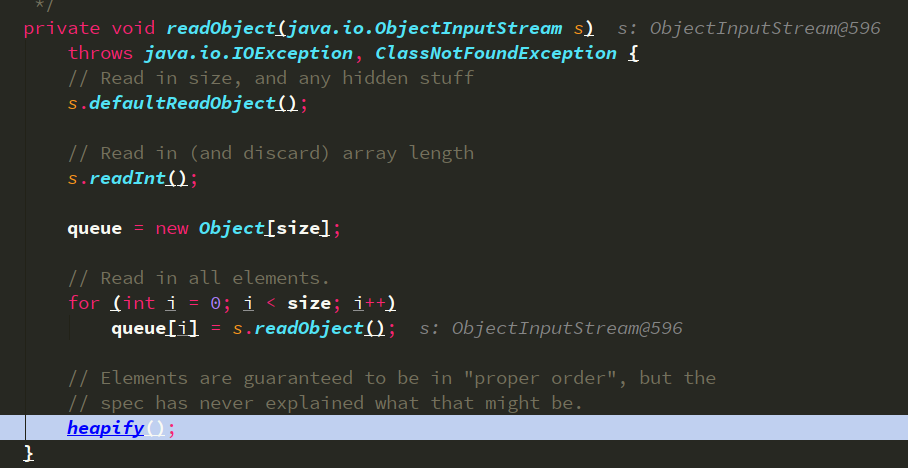 */
private void readObject(java.io.ObjectInputStream s)  s: ObjectInputStream@596
    throws java.io.IOException, ClassNotFoundException {
    // Read in size, and any hidden stuff
    s.defaultReadObject();

    // Read in (and discard) array length
    s.readInt();

    queue = new Object[size];

    // Read in all elements.
    for (int i = 0; i < size; i++)
        queue[i] = s.readObject();  s: ObjectInputStream@596

    // Elements are guaranteed to be in "proper order", but the
    // spec has never explained what that might be.
    heapify();
}